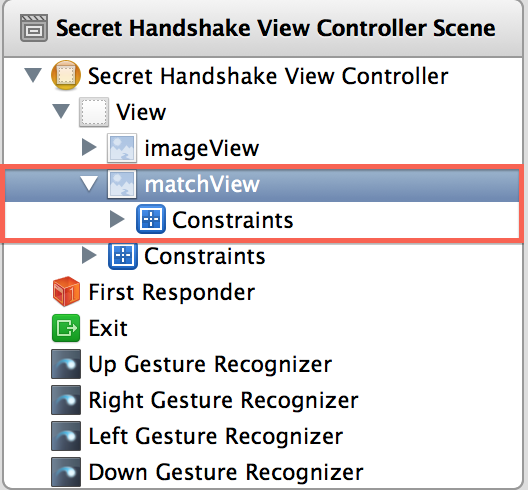 Secret Handshake View Controller Scene
Secret Handshake View Controller
View
imageView
matchView
Constraints
Constraints
First Responder
Exit
Up Gesture Recognizer
Right Gesture Recognizer
Left Gesture Recognizer
Down Gesture Recognizer